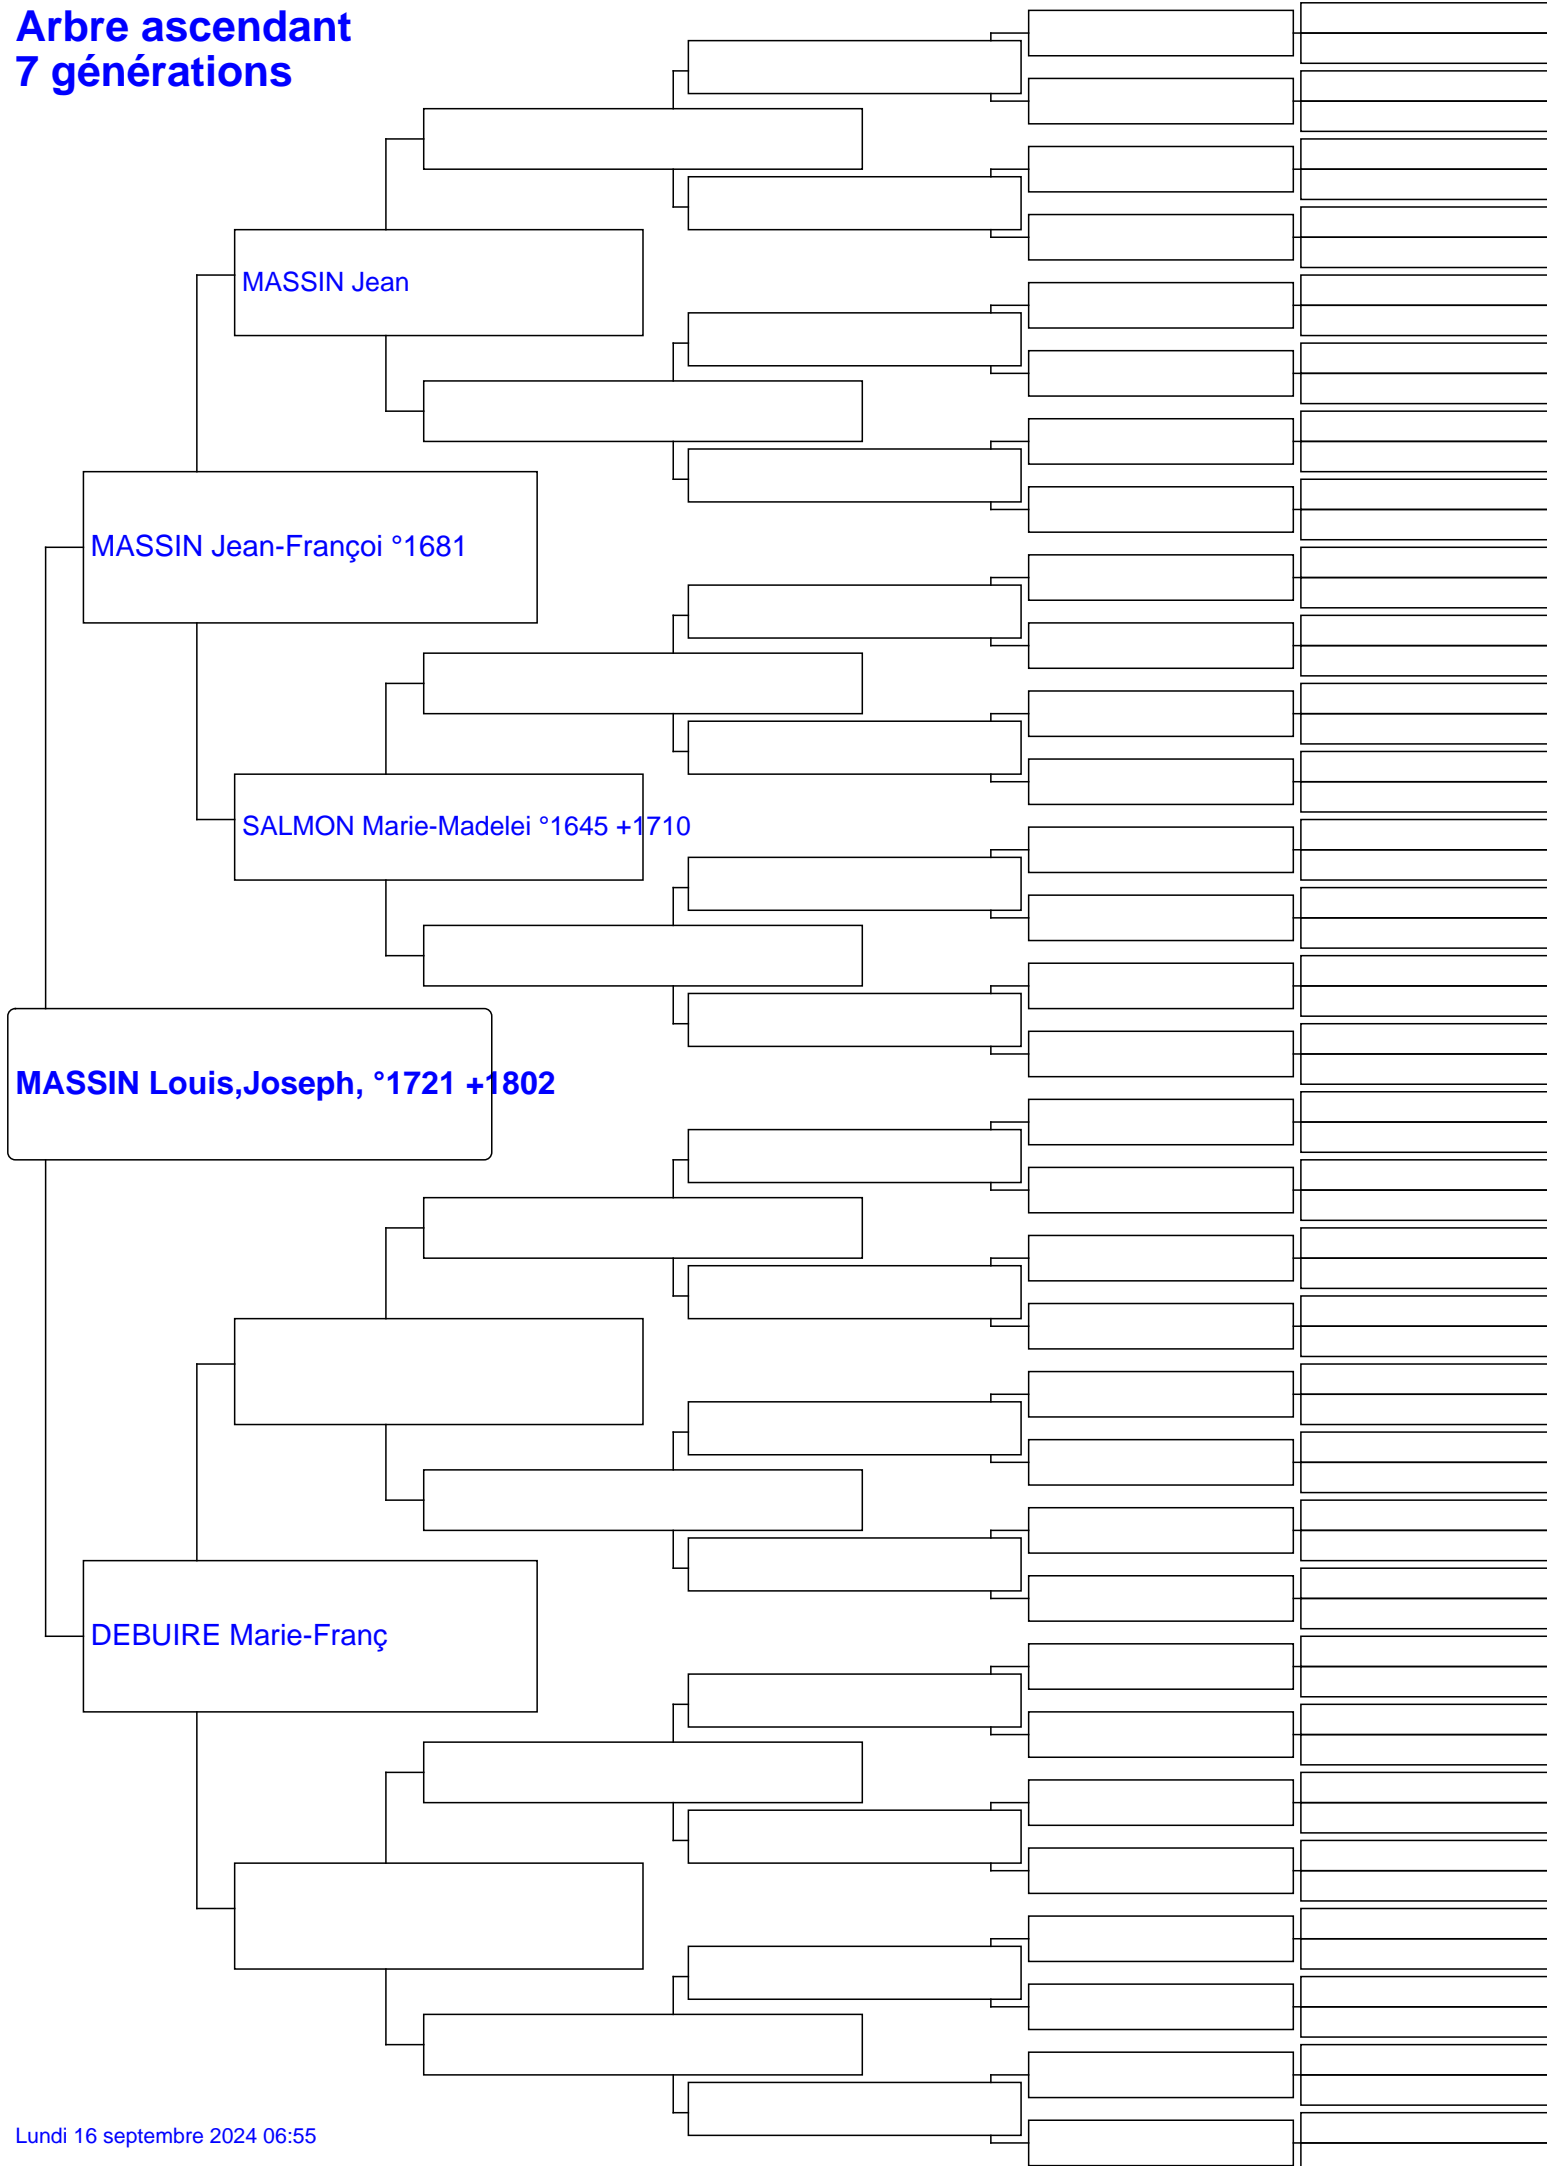 Arbre ascendant
7 générations
MASSIN Jean
MASSIN Jean-Françoi °1681
SALMON Marie-Madelei °1645 +1710
MASSIN Louis,Joseph, °1721 +1802
DEBUIRE Marie-Franç
Lundi 16 septembre 2024 06:55